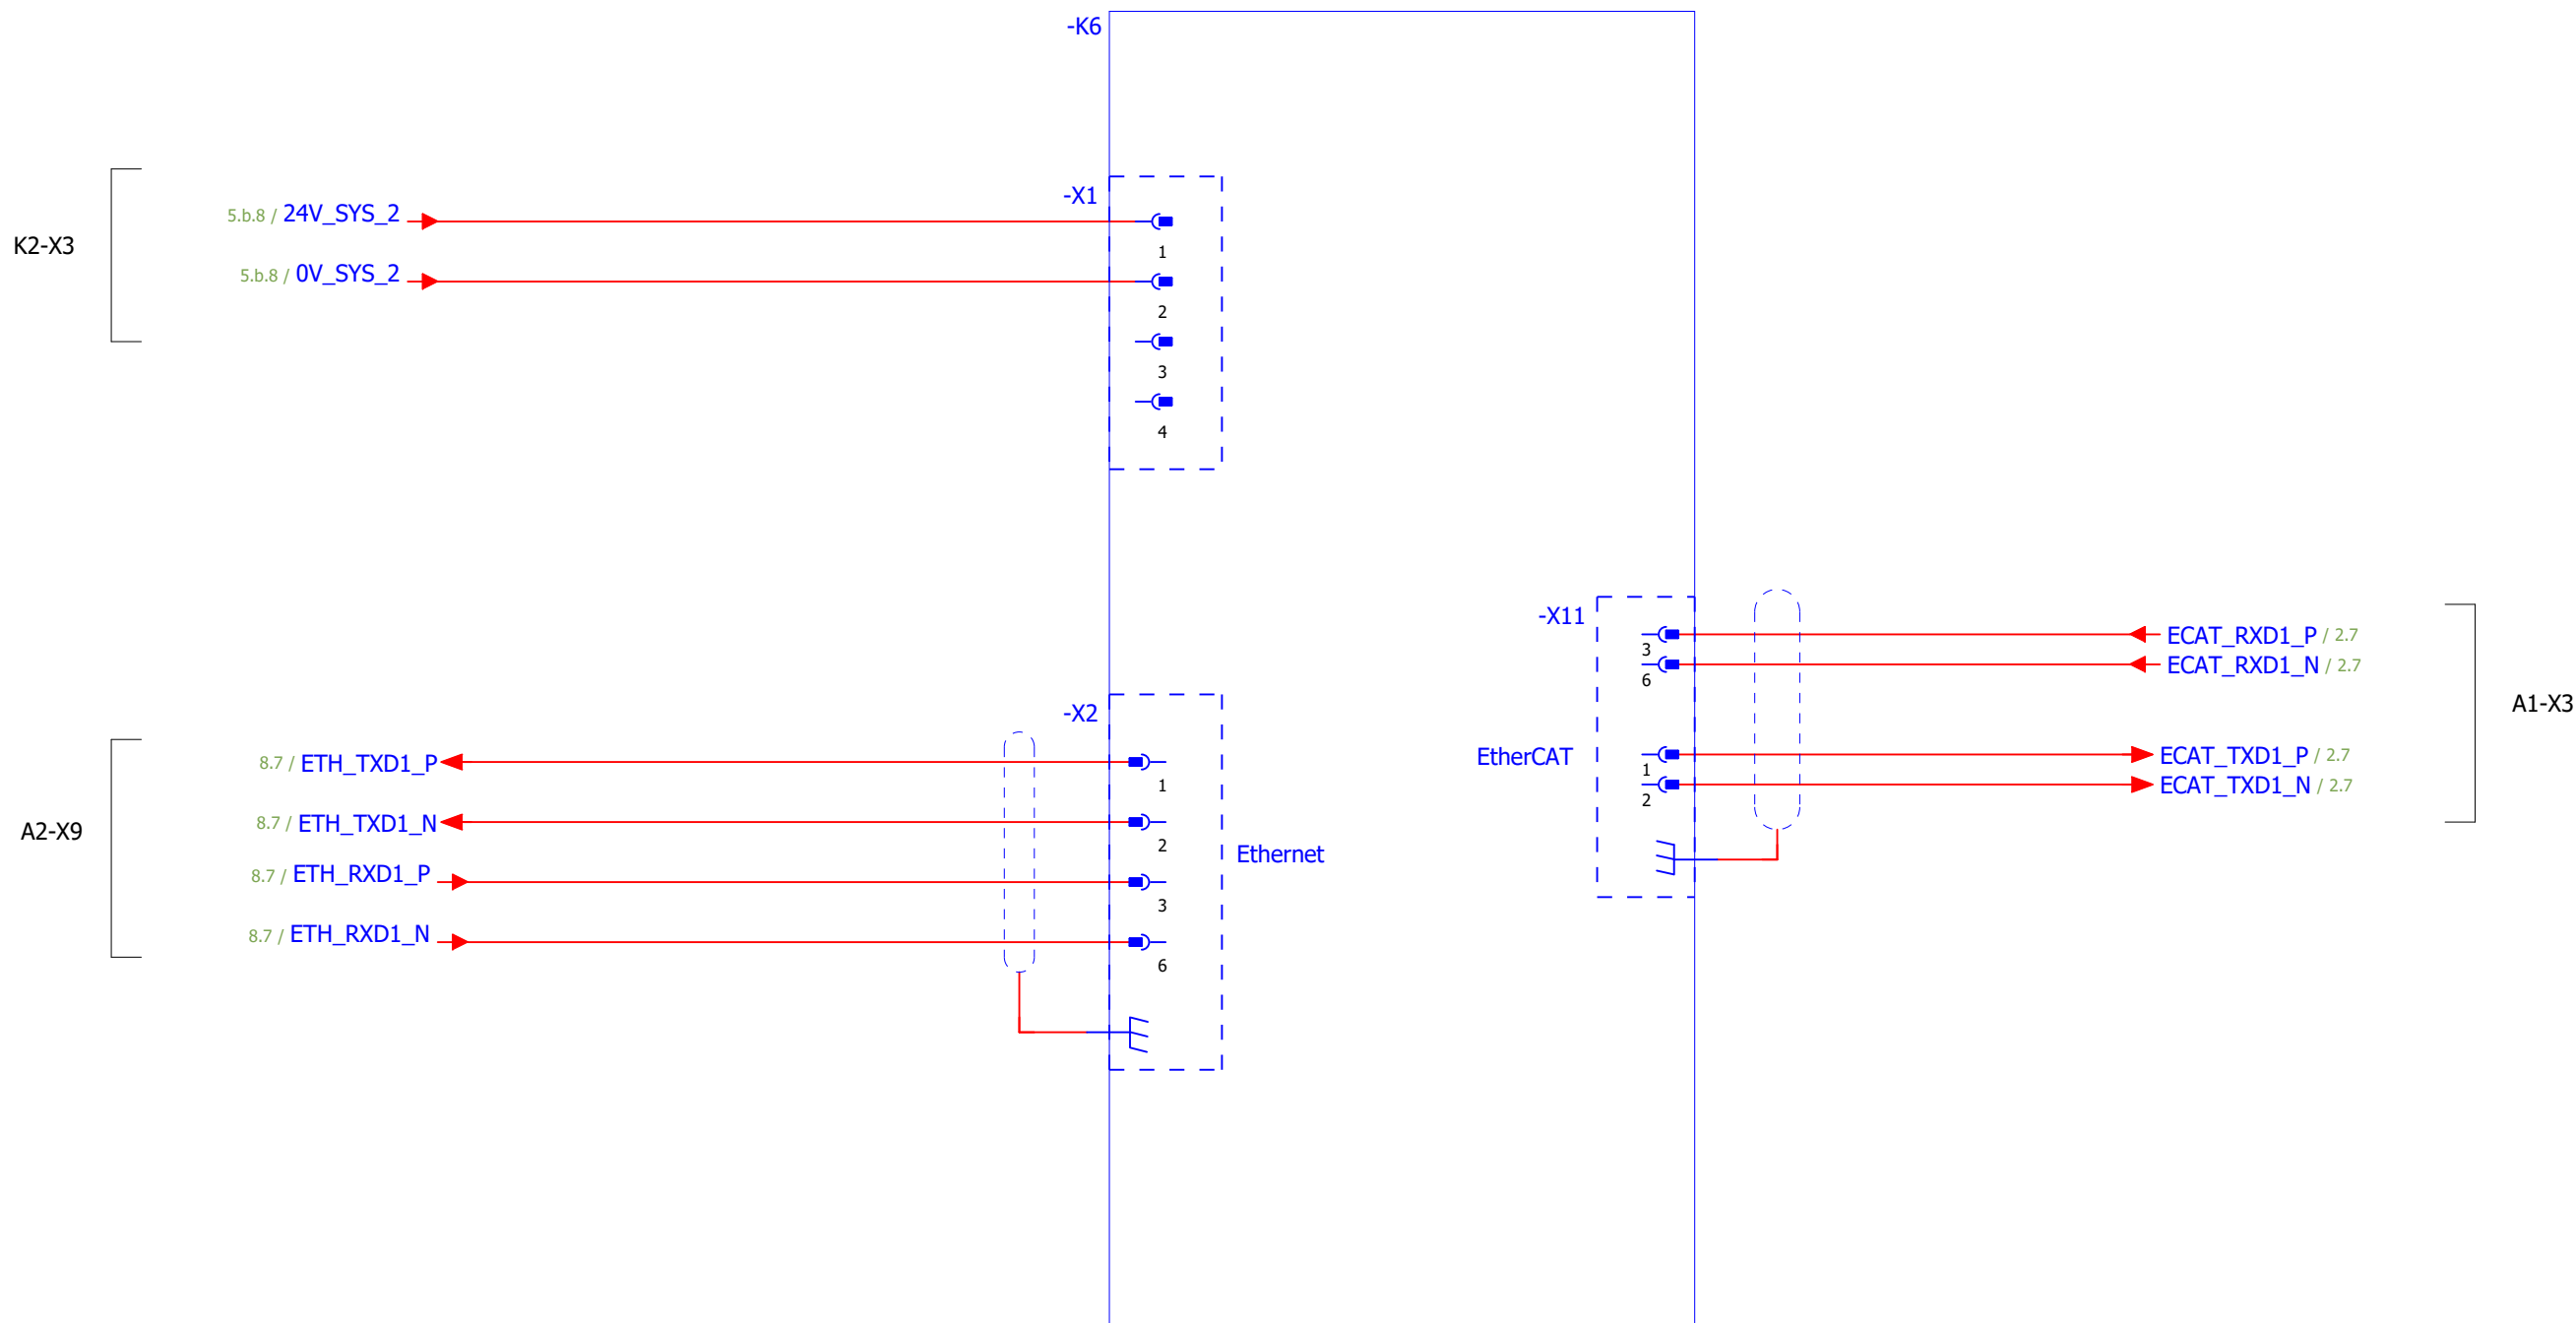 -K6
-X1
5.b.8 / 24V_SYS_2
1
K2-X3
5.b.8 / 0V_SYS_2
2
3
4
-X11
ECAT_RXD1_P / 2.7
3
ECAT_RXD1_N / 2.7
6
A1-X3
EtherCAT
ECAT_TXD1_P / 2.7
1
ECAT_TXD1_N / 2.7
2
-X2
8.7 / ETH_TXD1_P
1
8.7 / ETH_TXD1_N
2
A2-X9
Ethernet
8.7 / ETH_RXD1_P
3
8.7 / ETH_RXD1_N
6